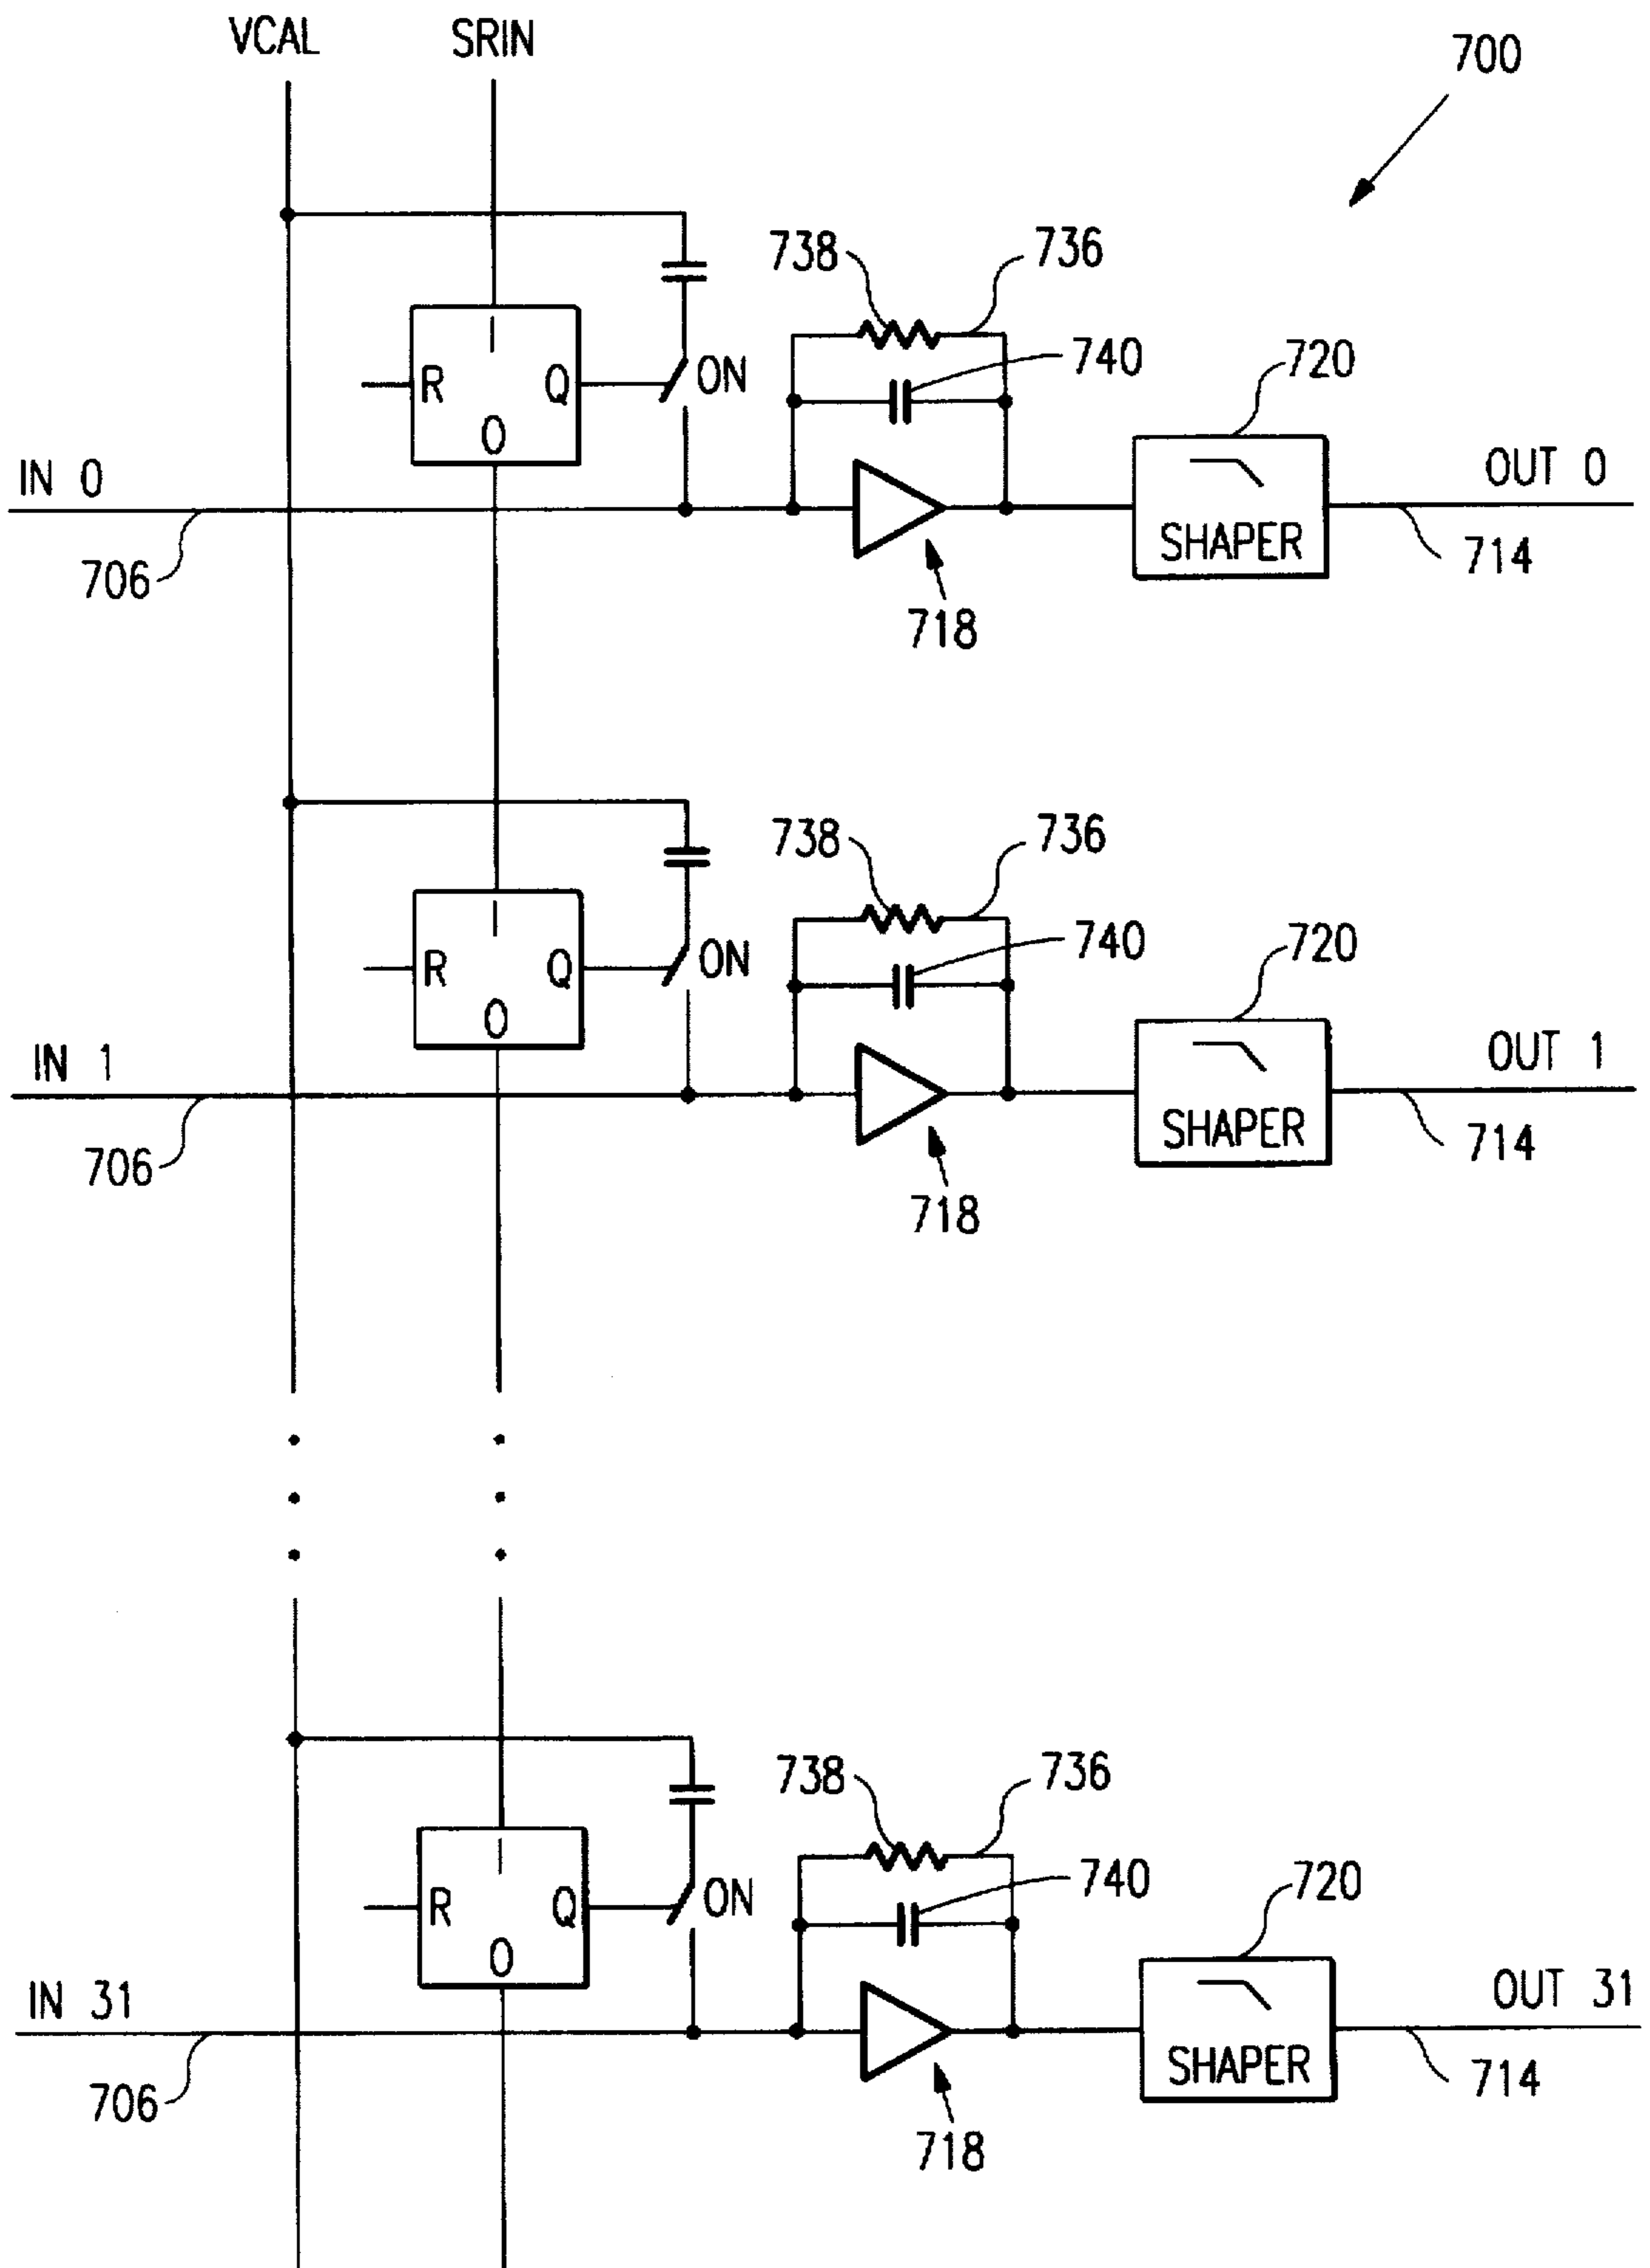 VCAL SRIN
700
738 736
740
720
I
R Q ON
O
IN 0
OUT 0
SHAPER
706
714
718
738 736
740
720
I
R Q ON
O
IN 1
OUT 1
SHAPER
706
714
718
738 736
740
720
I
R Q ON
O
IN 31
OUT 31
SHAPER
706
714
718